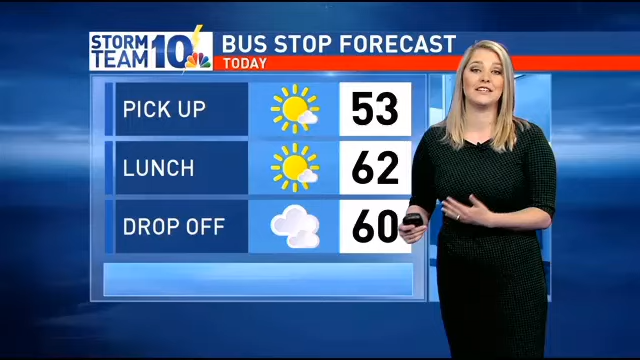 STORM
TEAM 10
BUS STOP FORECAST
TODAY
PICK UP 53
LUNCH 62
DROP OFF 60